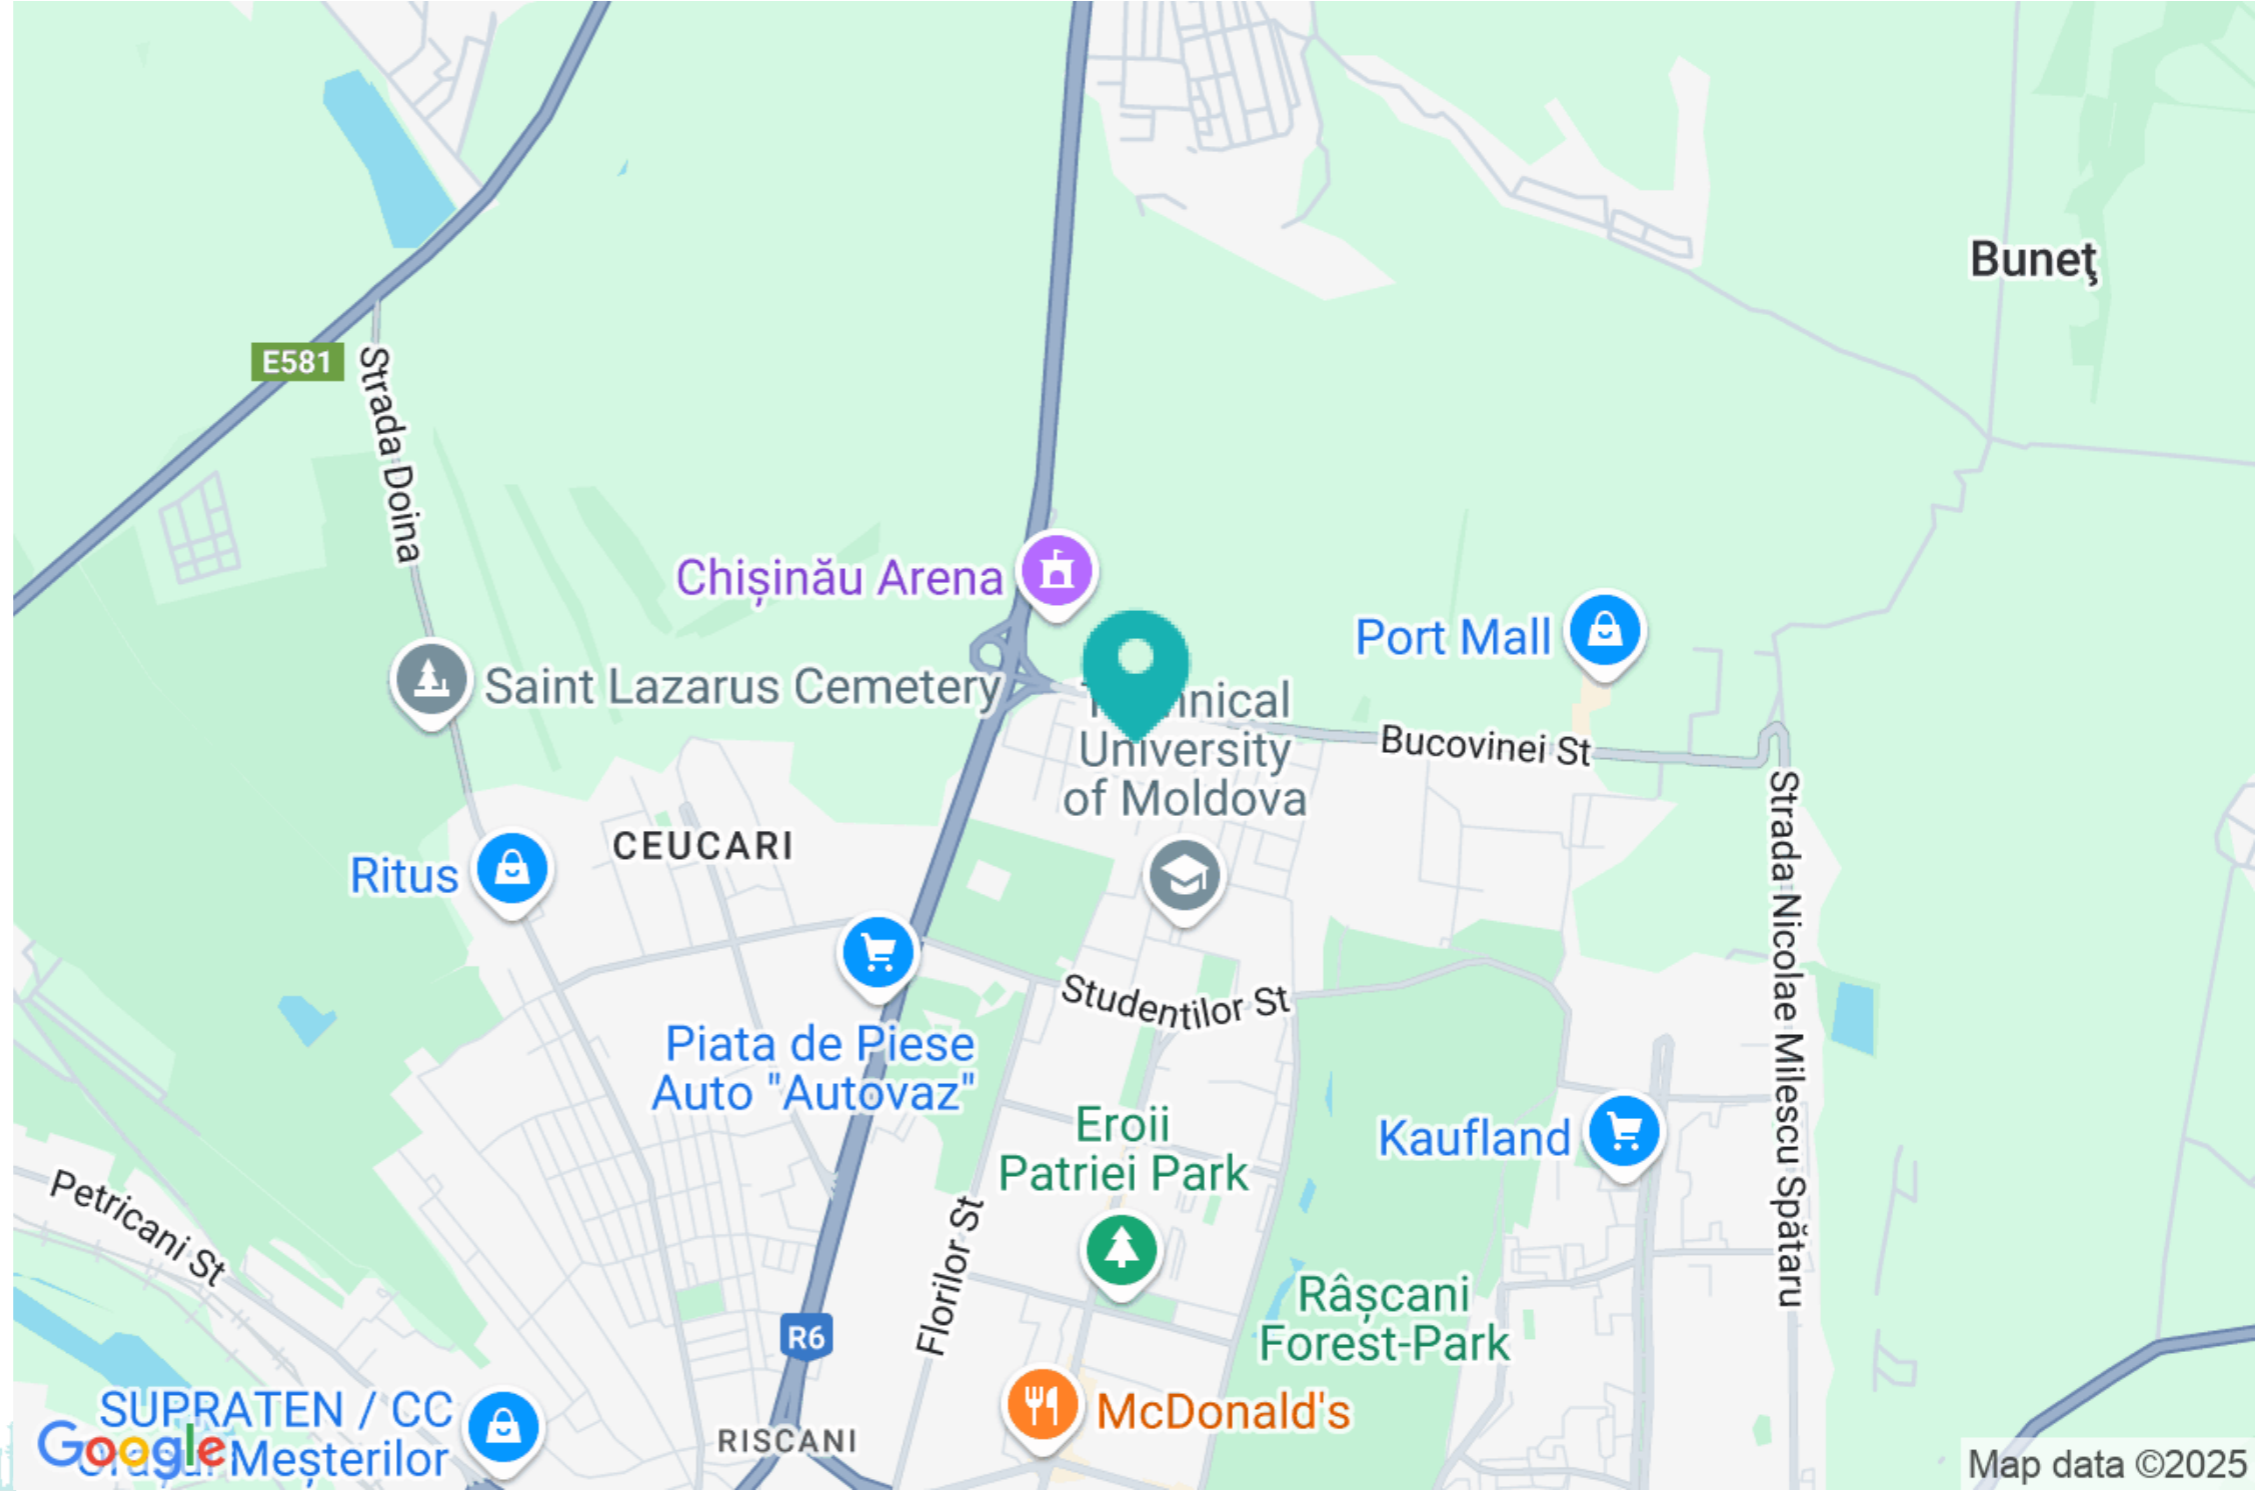 Buneţ
E581
Strada Doina
Chișinău Arena
Port Mall
Saint Lazarus Cemetery
University
of Moldova
Bucovinei St
Strada Nicolae Milescu Spătaru
CEUCARI
Ritus
Studentilor St
Piata de Piese
Auto "Autovaz"
Eroii
Patriei Park
Kaufland
Petricani St
Florilor St
Râșcani
Forest-Park
R6
McDonald's
RISCANI
SUPRATEN / CC
Meșterilor
Google
Map data ©2025